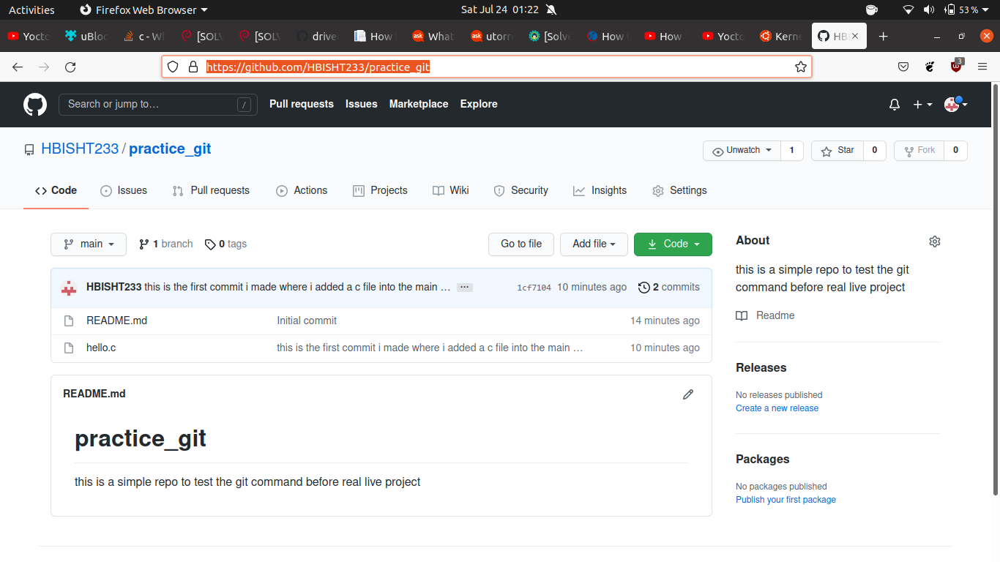 Activities Firefox Web Browser Sat Jul 24 01:22 53 %
Yocto uBloc c - Wh [SOLV [SOLV drive How What utorr [Solve How How Yocto Kerne HBI
https://github.com/HBISHT233/practice_git 3
Search or jump to… / Pull requests Issues Marketplace Explore
HBISHT233 / practice_git Unwatch 1 Star 0 Fork 0
Code Issues Pull requests Actions Projects Wiki Security Insights Settings
main 1 branch 0 tags Go to file Add file Code
HBISHT233 this is the first commit i made where i added a c file into the main … ··· 1cf7104 10 minutes ago 2 commits
README.md Initial commit 14 minutes ago
hello.c this is the first commit i made where i added a c file into the main … 10 minutes ago
README.md
practice_git
this is a simple repo to test the git command before real live project
About
this is a simple repo to test the git
command before real live project
Readme
Releases
No releases published
Create a new release
Packages
No packages published
Publish your first package